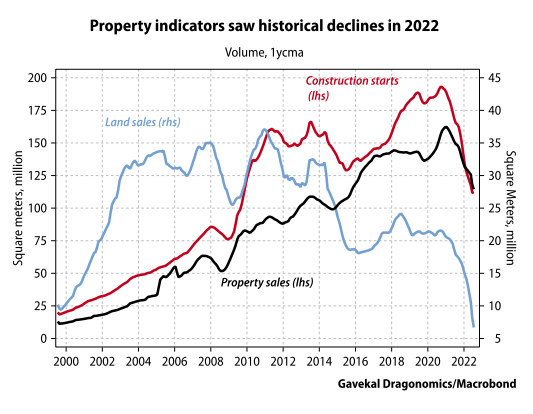 Property indicators saw historical declines in 2022
Volume, 1ycma
200
175
150
125
100
75
50
25
0
Square meters, million
45
40
35
30
25
20
15
10
5
Square Meters, million
Construction starts
(lhs)
Land sales (rhs)
Property sales (lhs)
2000 2002 2004 2006 2008 2010 2012 2014 2016 2018 2020 2022
Gavekal Dragonomics/Macrobond